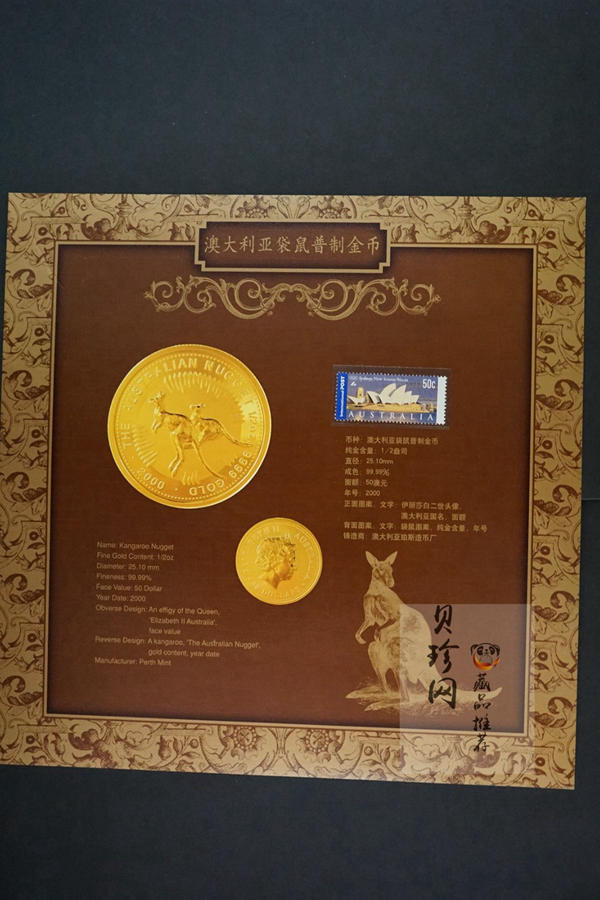 澳大利亚袋鼠普制金币
THE AUSTRALIAN NUGGET 1/2oz 9999 GOLD · 2000
POST
Sydney New South Wales
50c
AUSTRALIA
币种：澳大利亚袋鼠普制金币
纯金含量：1/2盎司
直径：25.10mm
成色：99.99%
面额：50澳元
年号：2000
正面图案、文字：伊丽莎白二世头像，
澳大利亚国名，面额
背面图案、文字：袋鼠图案，纯金含量，年号
铸造商：澳大利亚珀斯造币厂
Name: Kangaroo Nugget
Fine Gold Content: 1/2oz
Diameter: 25.10 mm
Fineness: 99.99%
Face Value: 50 Dollar
Year Date: 2000
Obverse Design: An effigy of the Queen,
'Elizabeth II Australia',
face value
Reverse Design: A kangaroo, 'The Australian Nugget',
gold content, year date
Manufacturer: Perth Mint
贝珍网
藏品推荐